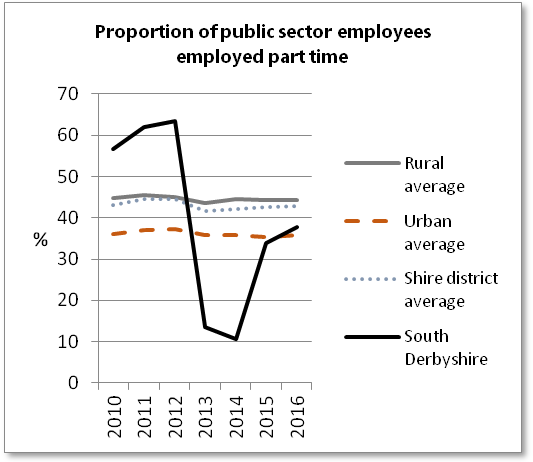 Proportion of public sector employees
employed part time
70
60
50
40
30
20
10
0
%
2010
2011
2012
2013
2014
2015
2016
Rural
average
Urban
average
Shire district
average
South
Derbyshire